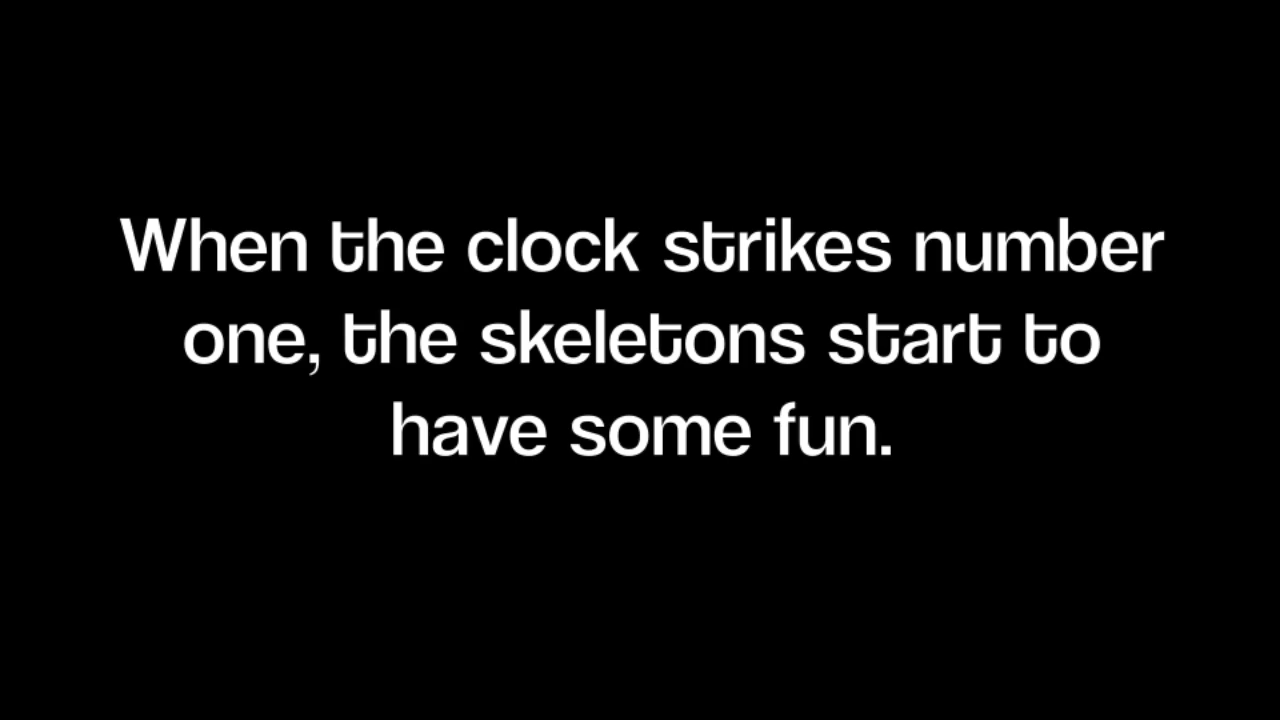 When the clock strikes number
one, the skeletons start to
have some fun.